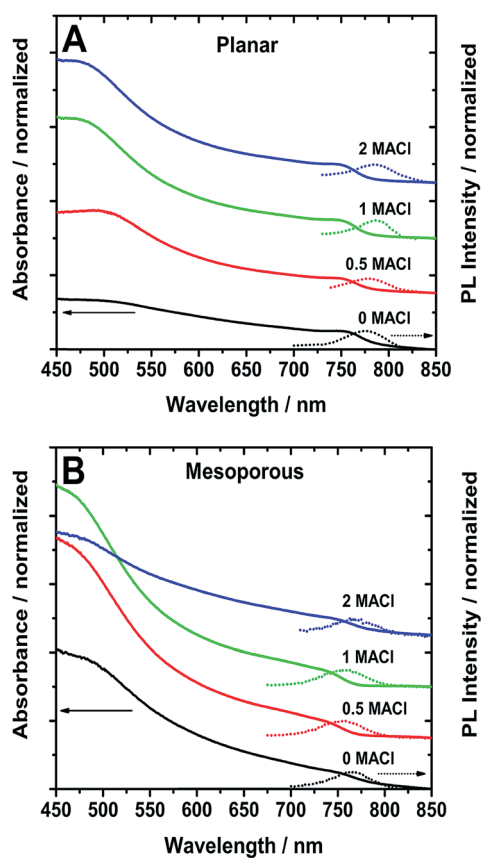 A
Planar
Absorbance / normalized
PL Intensity / normalized
2 MACl
1 MACl
0.5 MACl
0 MACl
450 500 550 600 650 700 750 800 850
Wavelength / nm
B
Mesoporous
Absorbance / normalized
PL Intensity / normalized
2 MACl
1 MACl
0.5 MACl
0 MACl
450 500 550 600 650 700 750 800 850
Wavelength / nm